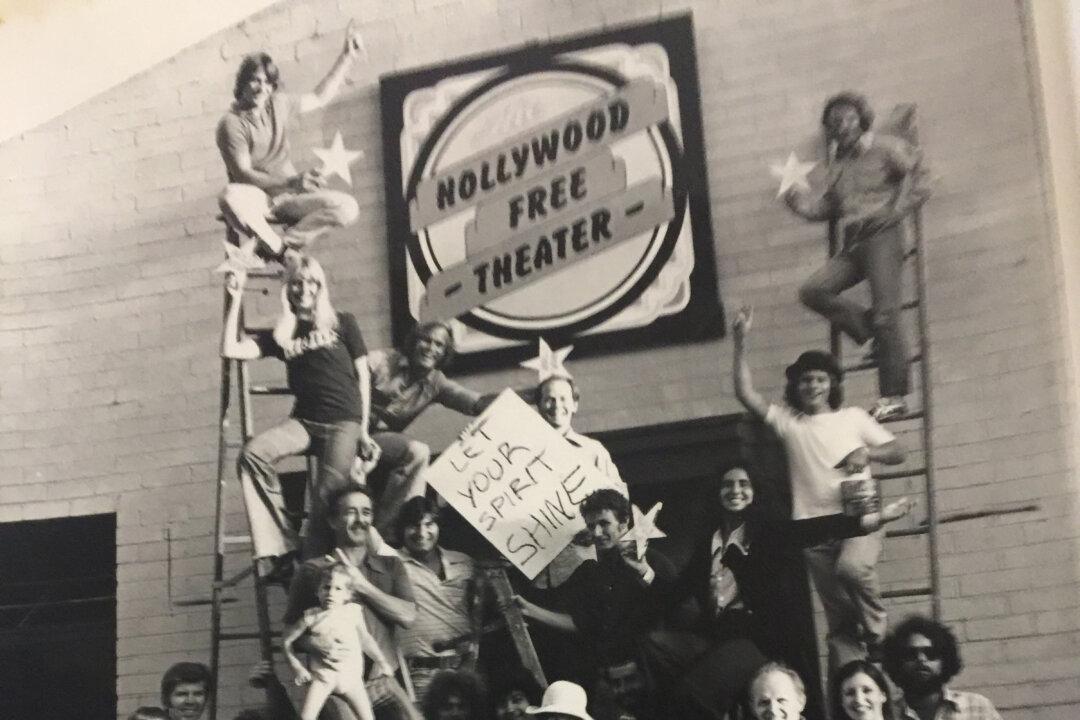 HOLLYWOOD
FREE
- THEATER -
LET
YOUR
SPIRIT
SHINE